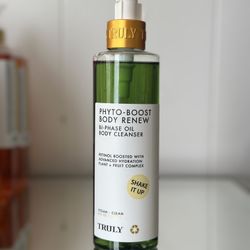 TRULY
PHYTO-BOOST
BODY RENEW
BI-PHASE OIL
BODY CLEANSER
RETINOL BOOSTED WITH
ADVANCED HYDRATION
PLANT + FRUIT COMPLEX
SHAKE
IT UP
VEGAN + CLEAN
TRULY